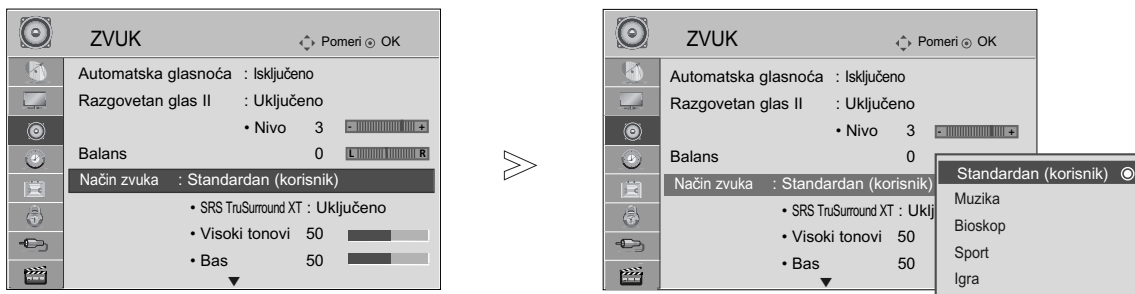 ZVUK
Pomeri OK
Automatska glasnoća : Isključeno
Razgovetan glas II : Uključeno
• Nivo 3 - +
Balans 0 L R
Način zvuka : Standardan (korisnik)
• SRS TruSurround XT : Uključeno
• Visoki tonovi 50
• Bas 50
ZVUK
Pomeri OK
Automatska glasnoća : Isključeno
Razgovetan glas II : Uključeno
• Nivo 3 - +
Balans 0
Način zvuka : Standardan (korisnik)
• SRS TruSurround XT : Uklj
• Visoki tonovi 50
• Bas 50
Standardan (korisnik)
Muzika
Bioskop
Sport
Igra